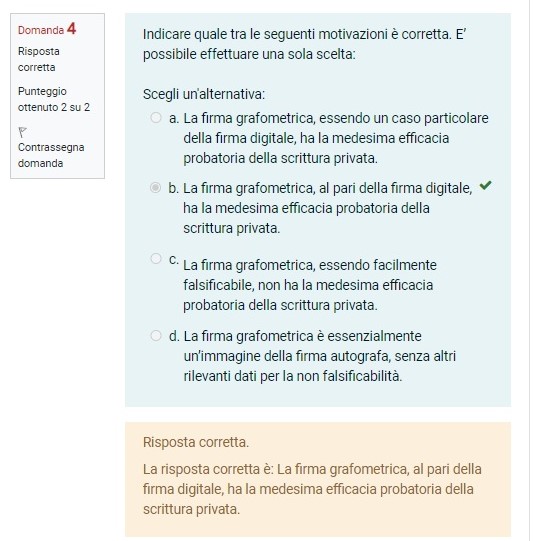 Domanda 4
Risposta
corretta
Punteggio
ottenuto 2 su 2
Contrassegna
domanda
Indicare quale tra le seguenti motivazioni è corretta. E’
possibile effettuare una sola scelta:
Scegli un'alternativa:
a. La firma grafometrica, essendo un caso particolare
della firma digitale, ha la medesima efficacia
probatoria della scrittura privata.
b. La firma grafometrica, al pari della firma digitale,
ha la medesima efficacia probatoria della
scrittura privata.
c. La firma grafometrica, essendo facilmente
falsificabile, non ha la medesima efficacia
probatoria della scrittura privata.
d. La firma grafometrica è essenzialmente
un’immagine della firma autografa, senza altri
rilevanti dati per la non falsificabilità.
Risposta corretta.
La risposta corretta è: La firma grafometrica, al pari della
firma digitale, ha la medesima efficacia probatoria della
scrittura privata.